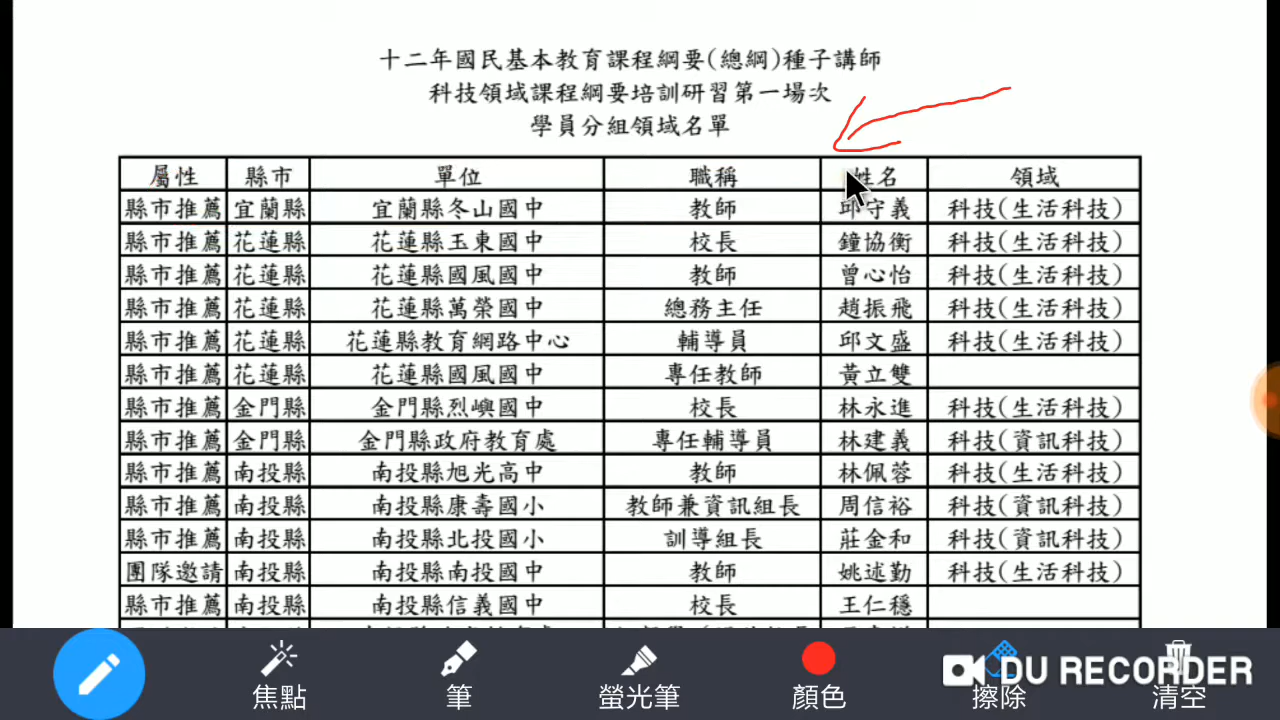 十二年國民基本教育課程綱要(總綱)種子講師
科技領域課程綱要培訓研習第一場次
學員分組領域名單
屬性 縣市 單位 職稱 姓名 領域
縣市推薦 宜蘭縣 宜蘭縣冬山國中 教師 邱守義 科技(生活科技)
縣市推薦 花蓮縣 花蓮縣玉東國中 校長 鐘協衡 科技(生活科技)
縣市推薦 花蓮縣 花蓮縣國風國中 教師 曾心怡 科技(生活科技)
縣市推薦 花蓮縣 花蓮縣萬榮國中 總務主任 趙振飛 科技(生活科技)
縣市推薦 花蓮縣 花蓮縣教育網路中心 輔導員 邱文盛 科技(生活科技)
縣市推薦 花蓮縣 花蓮縣國風國中 專任教師 黃立雙
縣市推薦 金門縣 金門縣烈嶼國中 校長 林永進 科技(生活科技)
縣市推薦 金門縣 金門縣政府教育處 專任輔導員 林建義 科技(資訊科技)
縣市推薦 南投縣 南投縣旭光高中 教師 林佩蓉 科技(生活科技)
縣市推薦 南投縣 南投縣康壽國小 教師兼資訊組長 周信裕 科技(資訊科技)
縣市推薦 南投縣 南投縣北投國小 訓導組長 莊金和 科技(資訊科技)
團隊邀請 南投縣 南投縣南投國中 教師 姚述勤 科技(生活科技)
縣市推薦 南投縣 南投縣信義國中 校長 王仁穩
焦點 筆 螢光筆 顏色 擦除 清空
DU RECORDER